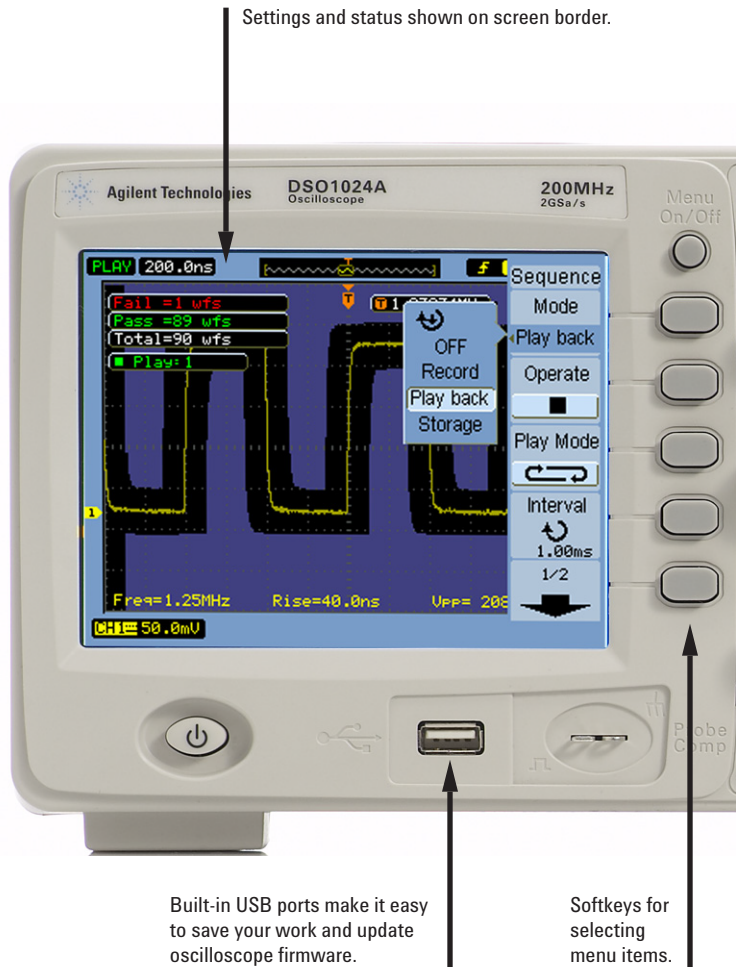 Settings and status shown on screen border.
Agilent Technologies
DSO1024A
Oscilloscope
200MHz
2GSa/s
Menu
On/Off
PLAY 200.0ns
Fail =1 wfs
Pass =89 wfs
Total=90 wfs
Play:1
T
T
OFF
Record
Play back
Storage
Sequence
Mode
Play back
Operate
Play Mode
Interval
1.00ms
1/2
1
Freq=1.25MHz Rise=40.0ns Vpp= 208
CH1 50.0mV
Probe
Comp
Built-in USB ports make it easy
to save your work and update
oscilloscope firmware.
Softkeys for
selecting
menu items.